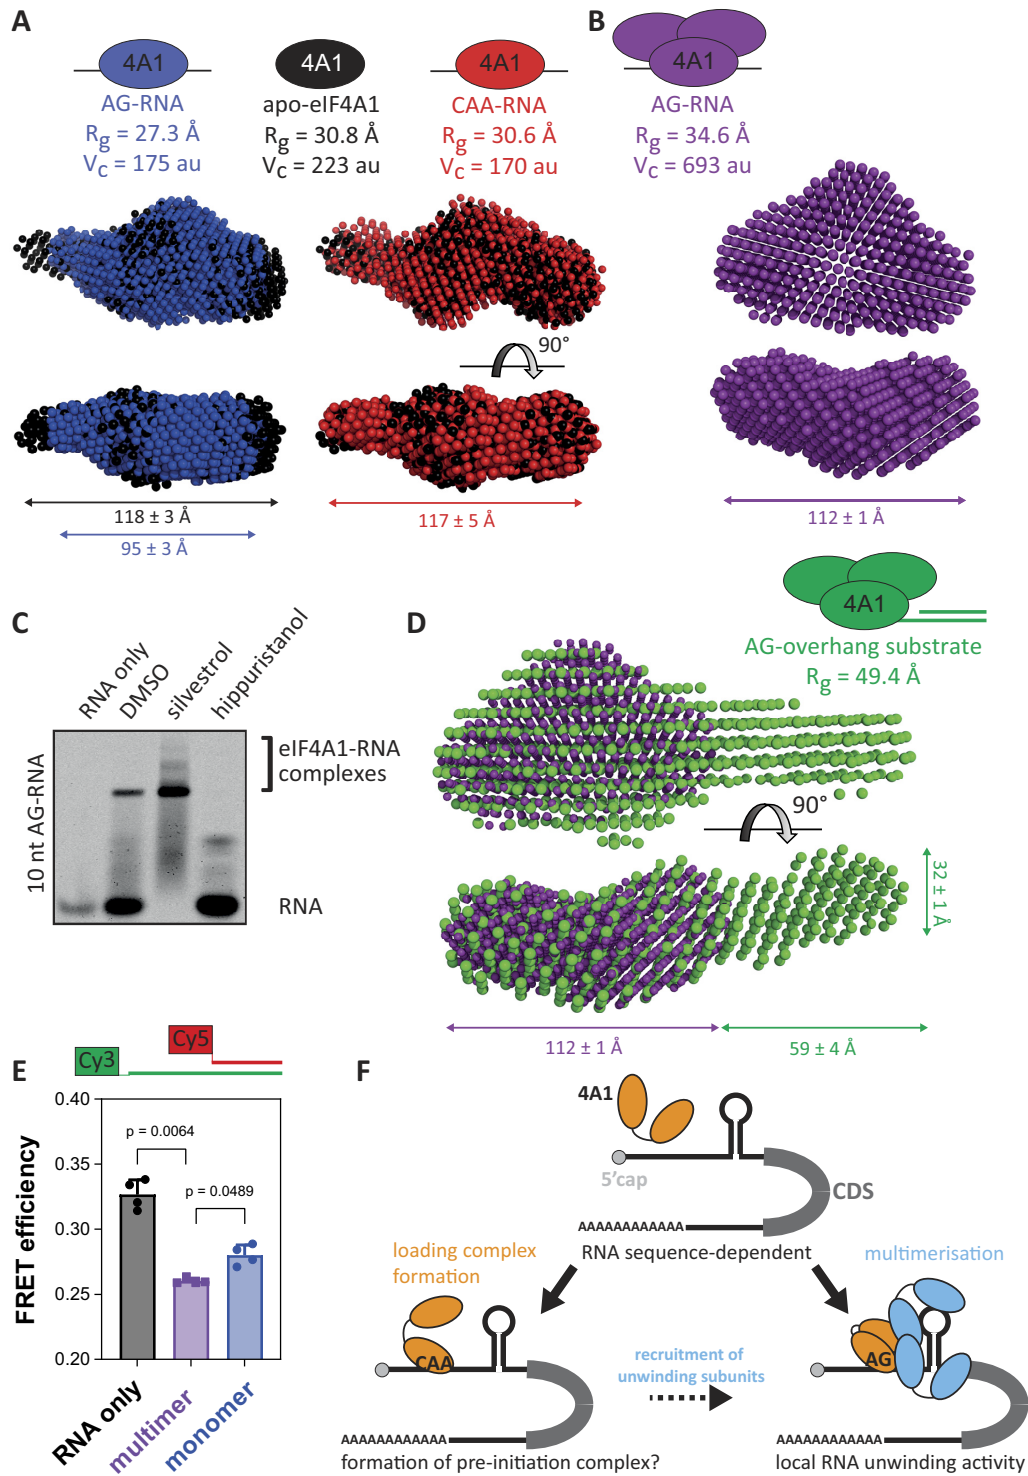 A
B
4A1
4A1
4A1
4A1
AG-RNA
apo-eIF4A1
CAA-RNA
AG-RNA
Rg = 27.3 Å
Rg = 30.8 Å
Rg = 30.6 Å
Rg = 34.6 Å
Vc = 175 au
Vc = 223 au
Vc = 170 au
Vc = 693 au
90°
118 ± 3 Å
95 ± 3 Å
117 ± 5 Å
112 ± 1 Å
C
RNA only
DMSO
silvestrol
hippuristanol
10 nt AG-RNA
eIF4A1-RNA
complexes
RNA
D
4A1
AG-overhang substrate
Rg = 49.4 Å
90°
32 ± 1 Å
112 ± 1 Å
59 ± 4 Å
E
Cy3
Cy5
FRET efficiency
0.40
0.35
0.30
0.25
0.20
p = 0.0064
p = 0.0489
RNA only
multimer
monomer
F
4A1
5'cap
CDS
AAAAAAAAAAAA
RNA sequence-dependent
loading complex
formation
multimerisation
CAA
AG
recruitment of
unwinding subunits
AAAAAAAAAAAA
AAAAAAAAAAAA
formation of pre-initiation complex?
local RNA unwinding activity